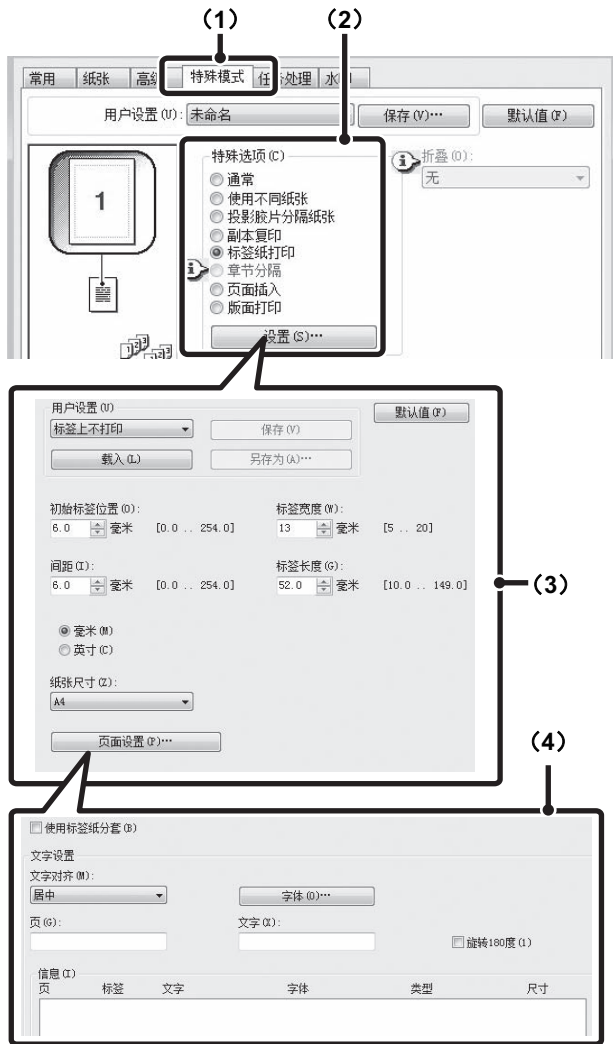 （1） （2）
常用 纸张 特殊模式
用户设置(U): 未命名 保存(V)… 默认值(F)
1
特殊选项(C)
通常
使用不同纸张
投影胶片分隔纸张
副本复印
标签纸打印
章节分隔
页面插入
版面打印
设置(S)…
折叠(O):
无
1 2 3
1 2 3
用户设置(U)
标签上不打印 保存(V) 默认值(F)
载入(L) 另存为(A)…
初始标签位置(O): 标签宽度(W):
6.0 毫米 [0.0 .. 254.0] 13 毫米 [5 .. 20]
间距(I): 标签长度(G):
6.0 毫米 [0.0 .. 254.0] 52.0 毫米 [10.0 .. 149.0]
（3）
毫米(M)
英寸(C)
纸张尺寸(Z):
A4
页面设置(P)…
（4）
使用标签纸分套(B)
文字设置
文字对齐(M):
居中 字体(O)…
页(G): 文字(X):
旋转180度(1)
信息(I)
页 标签 文字 字体 类型 尺寸